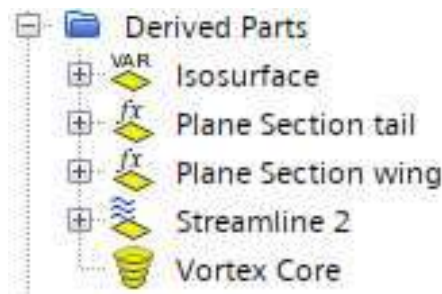 Derived Parts
VAR
Isosurface
fx
Plane Section tail
fx
Plane Section wing
Streamline 2
Vortex Core